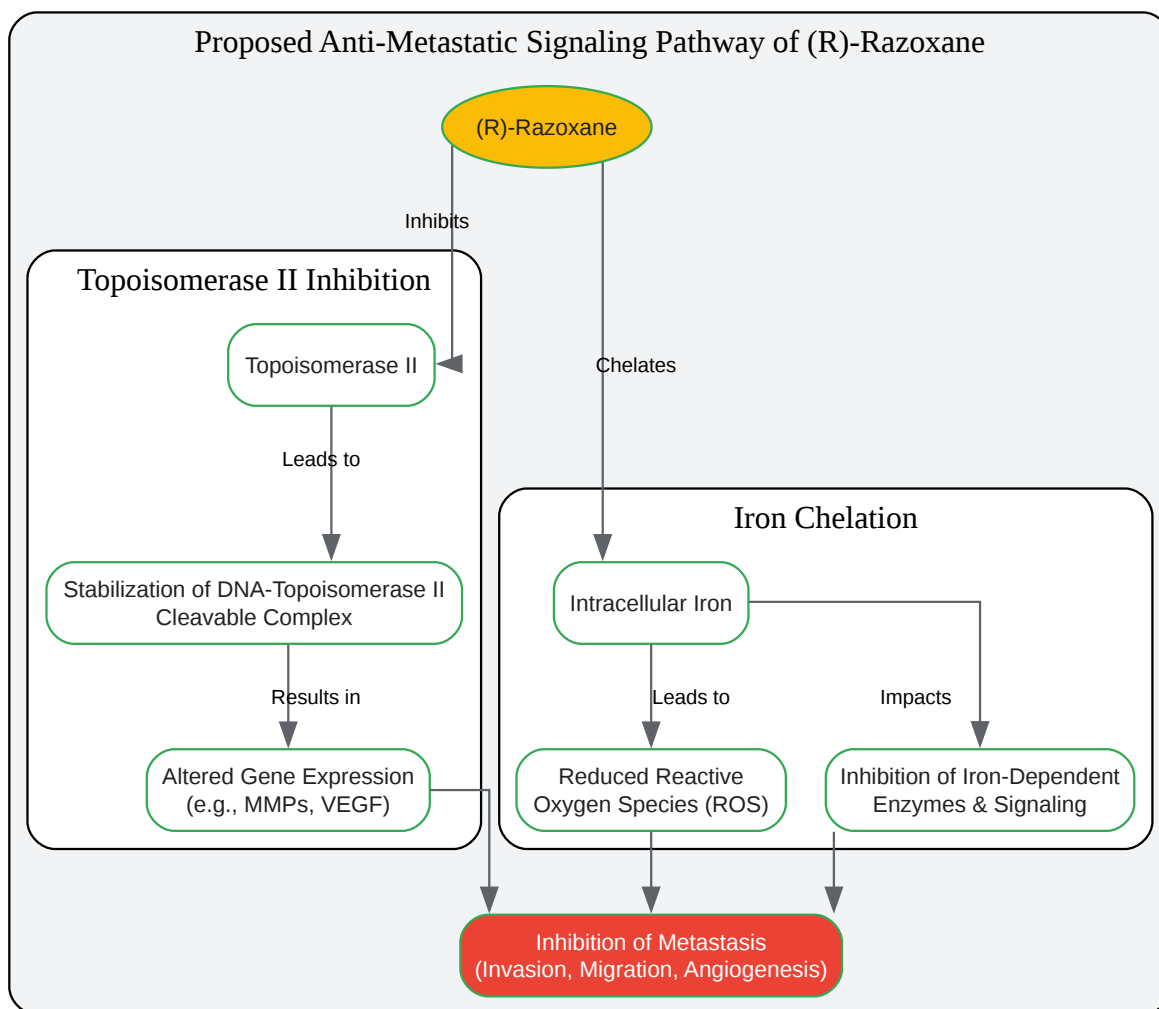 Proposed Anti-Metastatic Signaling Pathway of (R)-Razoxane
(R)-Razoxane
Inhibits
Topoisomerase II Inhibition
Topoisomerase II
Chelates
Leads to
Iron Chelation
Stabilization of DNA-Topoisomerase II
Cleavable Complex
Intracellular Iron
Results in
Leads to
Impacts
Altered Gene Expression
(e.g., MMPs, VEGF)
Reduced Reactive
Oxygen Species (ROS)
Inhibition of Iron-Dependent
Enzymes & Signaling
Inhibition of Metastasis
(Invasion, Migration, Angiogenesis)